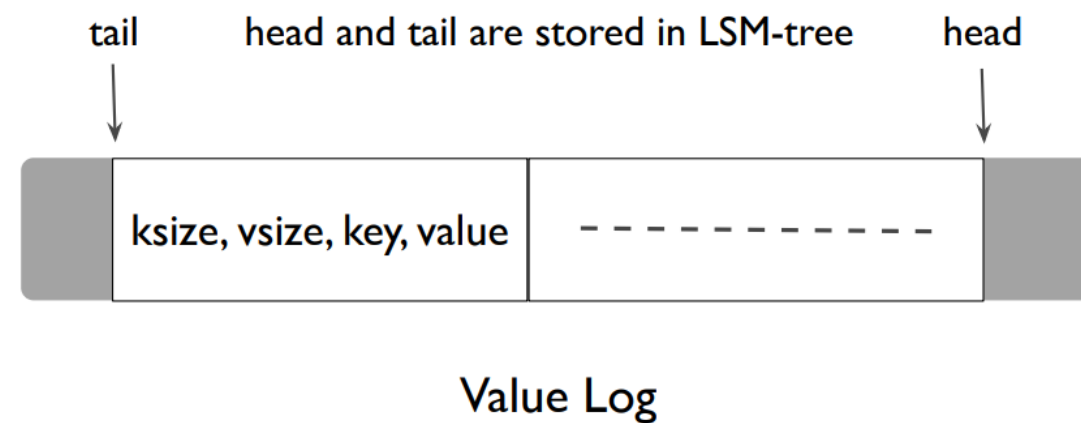 tail head and tail are stored in LSM-tree head
ksize, vsize, key, value
Value Log